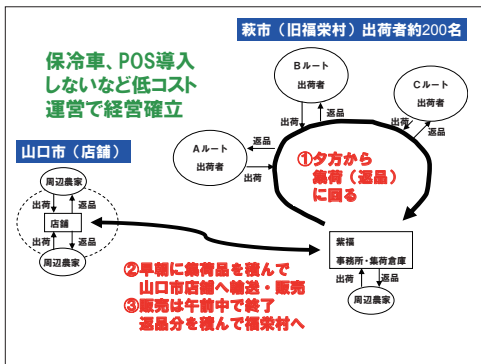 萩市（旧福栄村）出荷者約200名
保冷車、POS導入
しないなど低コスト
運営で経営確立
Bルート
出荷者
Cルート
出荷者
出荷
返品
出荷
返品
Aルート
出荷者
返品
出荷
①夕方から
集荷（返品）
に回る
山口市（店舗）
周辺農家
出荷
返品
店舗
出荷
返品
周辺農家
紫福
事務所・集荷倉庫
出荷
返品
周辺農家
②早朝に集荷品を積んで
山口市店舗へ輸送・販売
③販売は午前中で終了
返品分を積んで福栄村へ